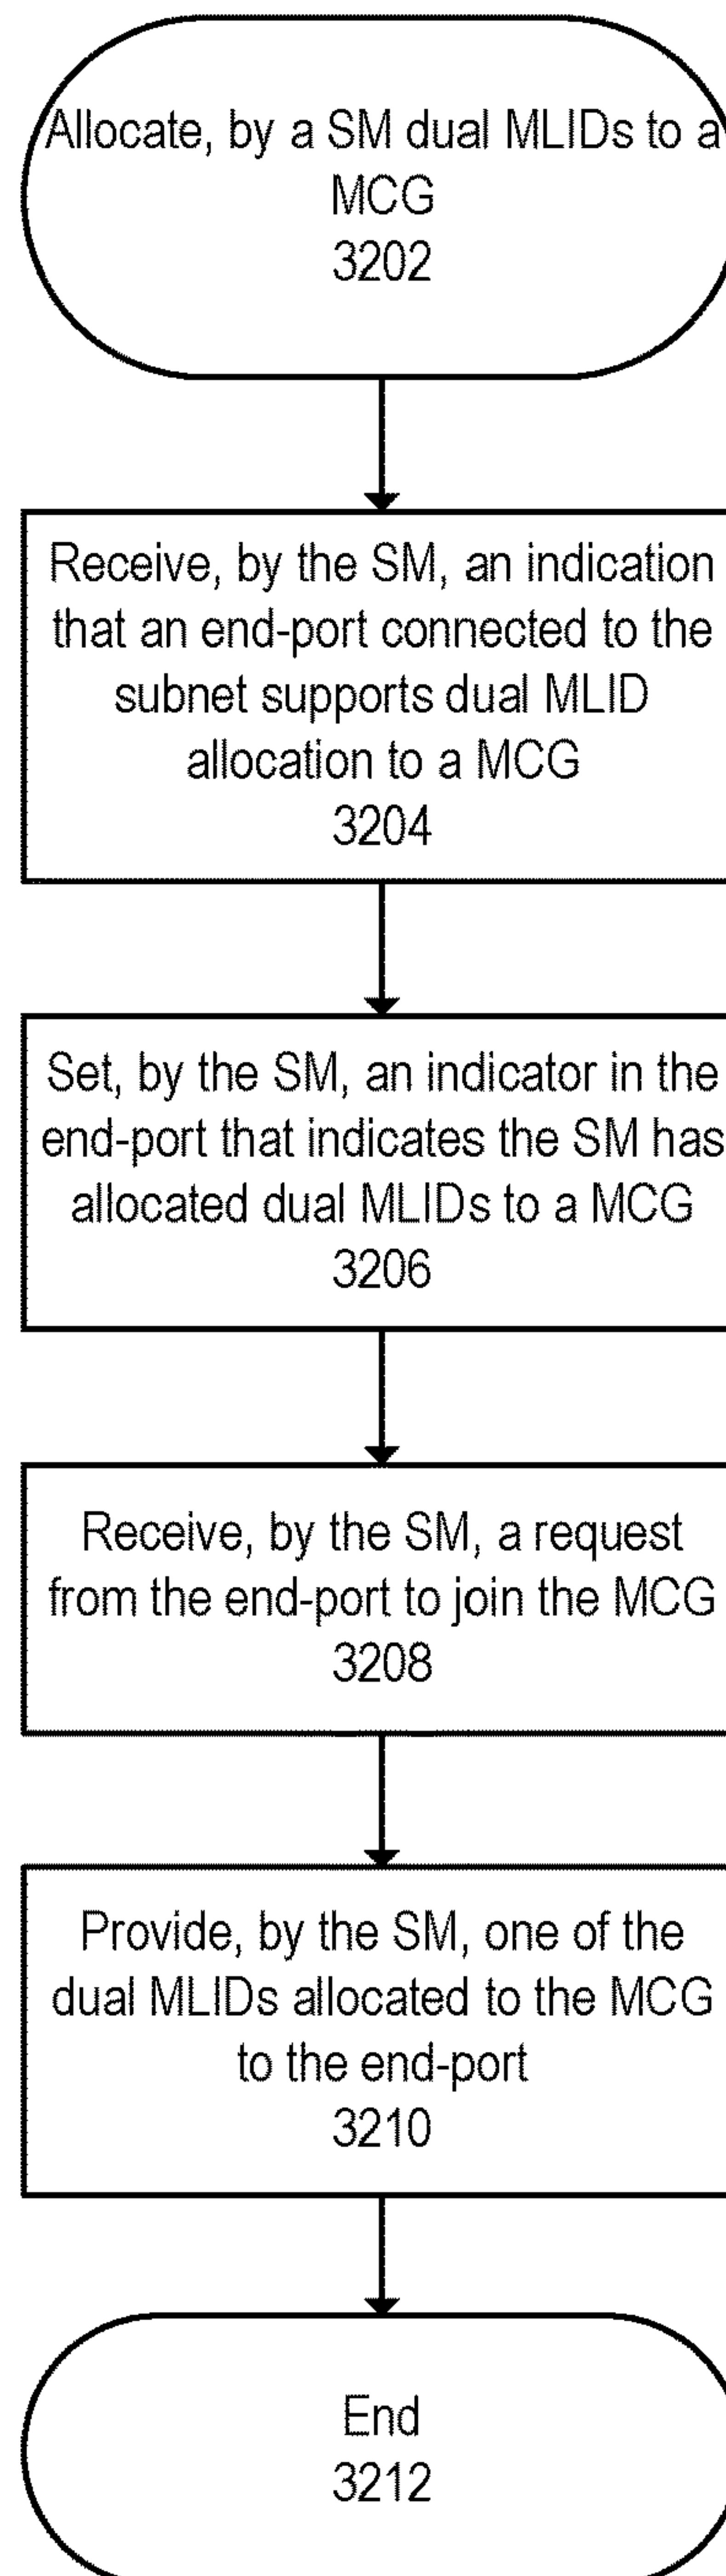 Allocate, by a SM dual MLIDs to a
MCG
3202
Receive, by the SM, an indication
that an end-port connected to the
subnet supports dual MLID
allocation to a MCG
3204
Set, by the SM, an indicator in the
end-port that indicates the SM has
allocated dual MLIDs to a MCG
3206
Receive, by the SM, a request
from the end-port to join the MCG
3208
Provide, by the SM, one of the
dual MLIDs allocated to the MCG
to the end-port
3210
End
3212